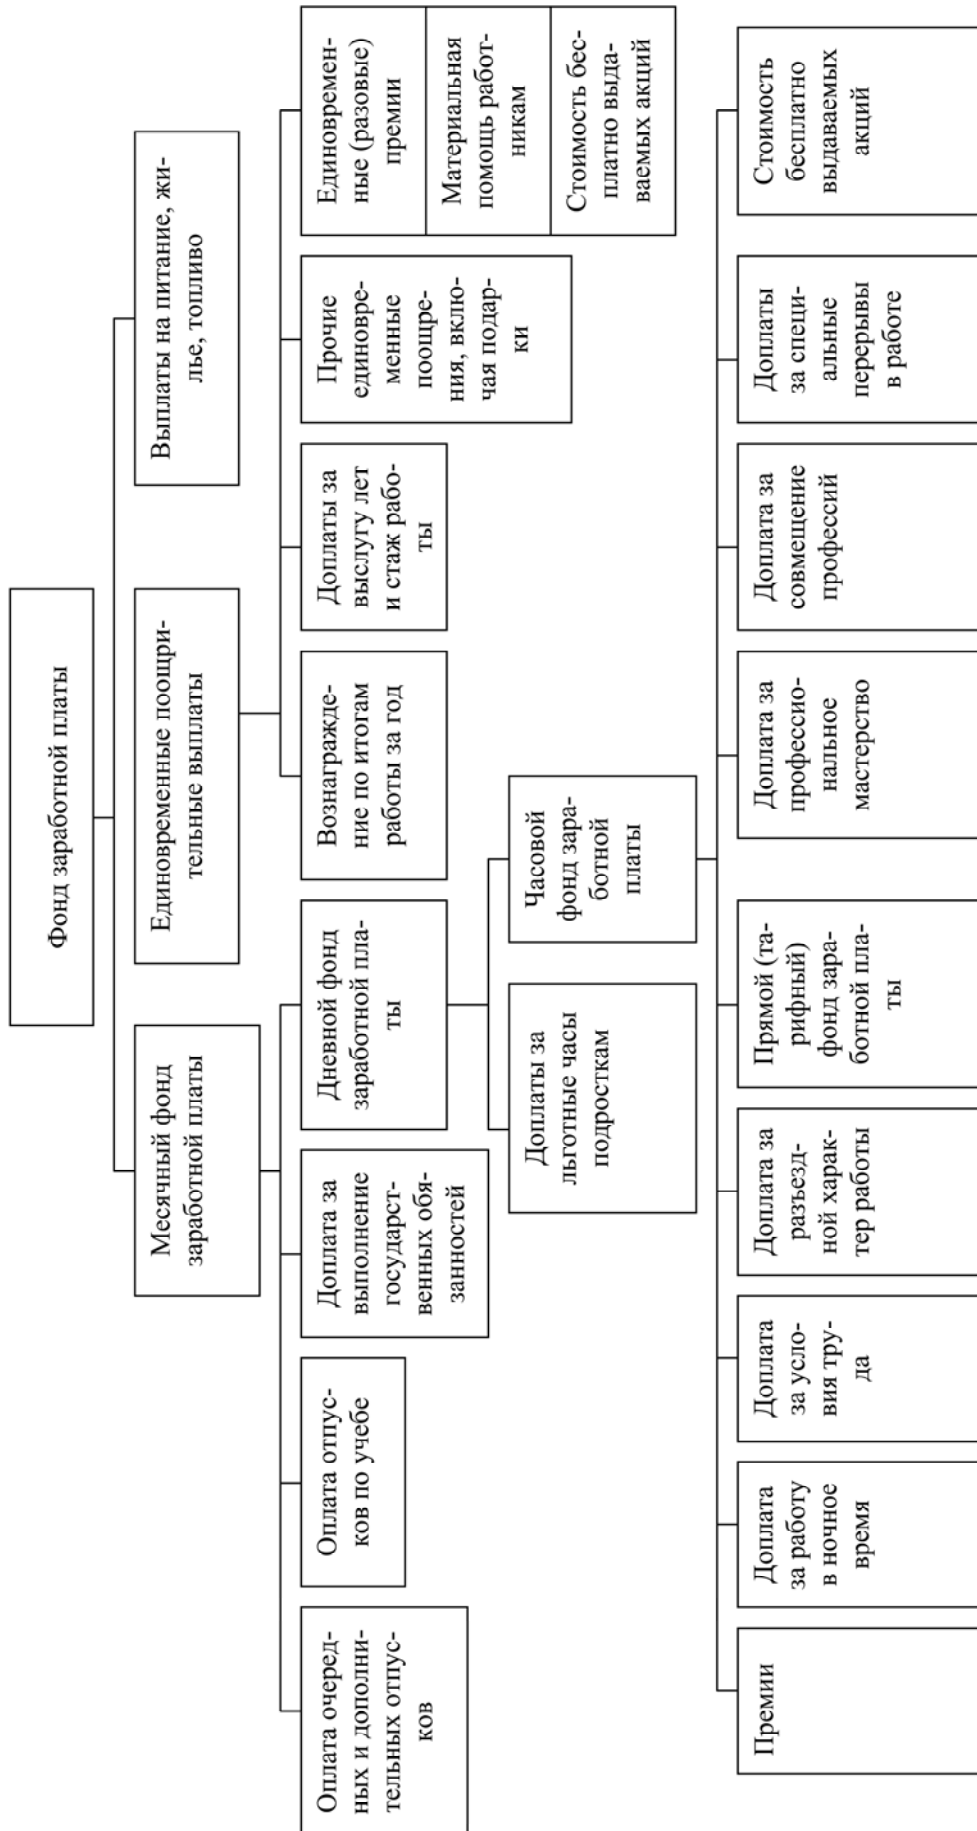 Фонд заработной платы
Месячный фонд
заработной платы
Единовременные поощри-
тельные выплаты
Выплаты на питание, жи-
лье, топливо
Оплата очеред-
ных и дополни-
тельных отпус-
ков
Оплата отпус-
ков по учебе
Доплата за
выполнение
государст-
венных обя-
занностей
Дневной фонд
заработной пла-
ты
Вознагражде-
ние по итогам
работы за год
Доплаты за
выслугу лет
и стаж рабо-
ты
Прочие
единовре-
менные
поощре-
ния, вклю-
чая подар-
ки
Единовремен-
ные (разовые)
премии
Материальная
помощь работ-
никам
Стоимость бес-
платно выда-
ваемых акций
Доплаты за
льготные часы
подросткам
Часовой
фонд зара-
ботной
платы
Премии
Доплата
за работу
в ночное
время
Доплата
за усло-
вия тру-
да
Доплата за
разъезд-
ной харак-
тер работы
Прямой (та-
рифный)
фонд зара-
ботной пла-
ты
Доплата за
профессио-
нальное
мастерство
Доплата за
совмещение
профессий
Доплаты
за специ-
альные
перерывы
в работе
Стоимость
бесплатно
выдаваемых
акций